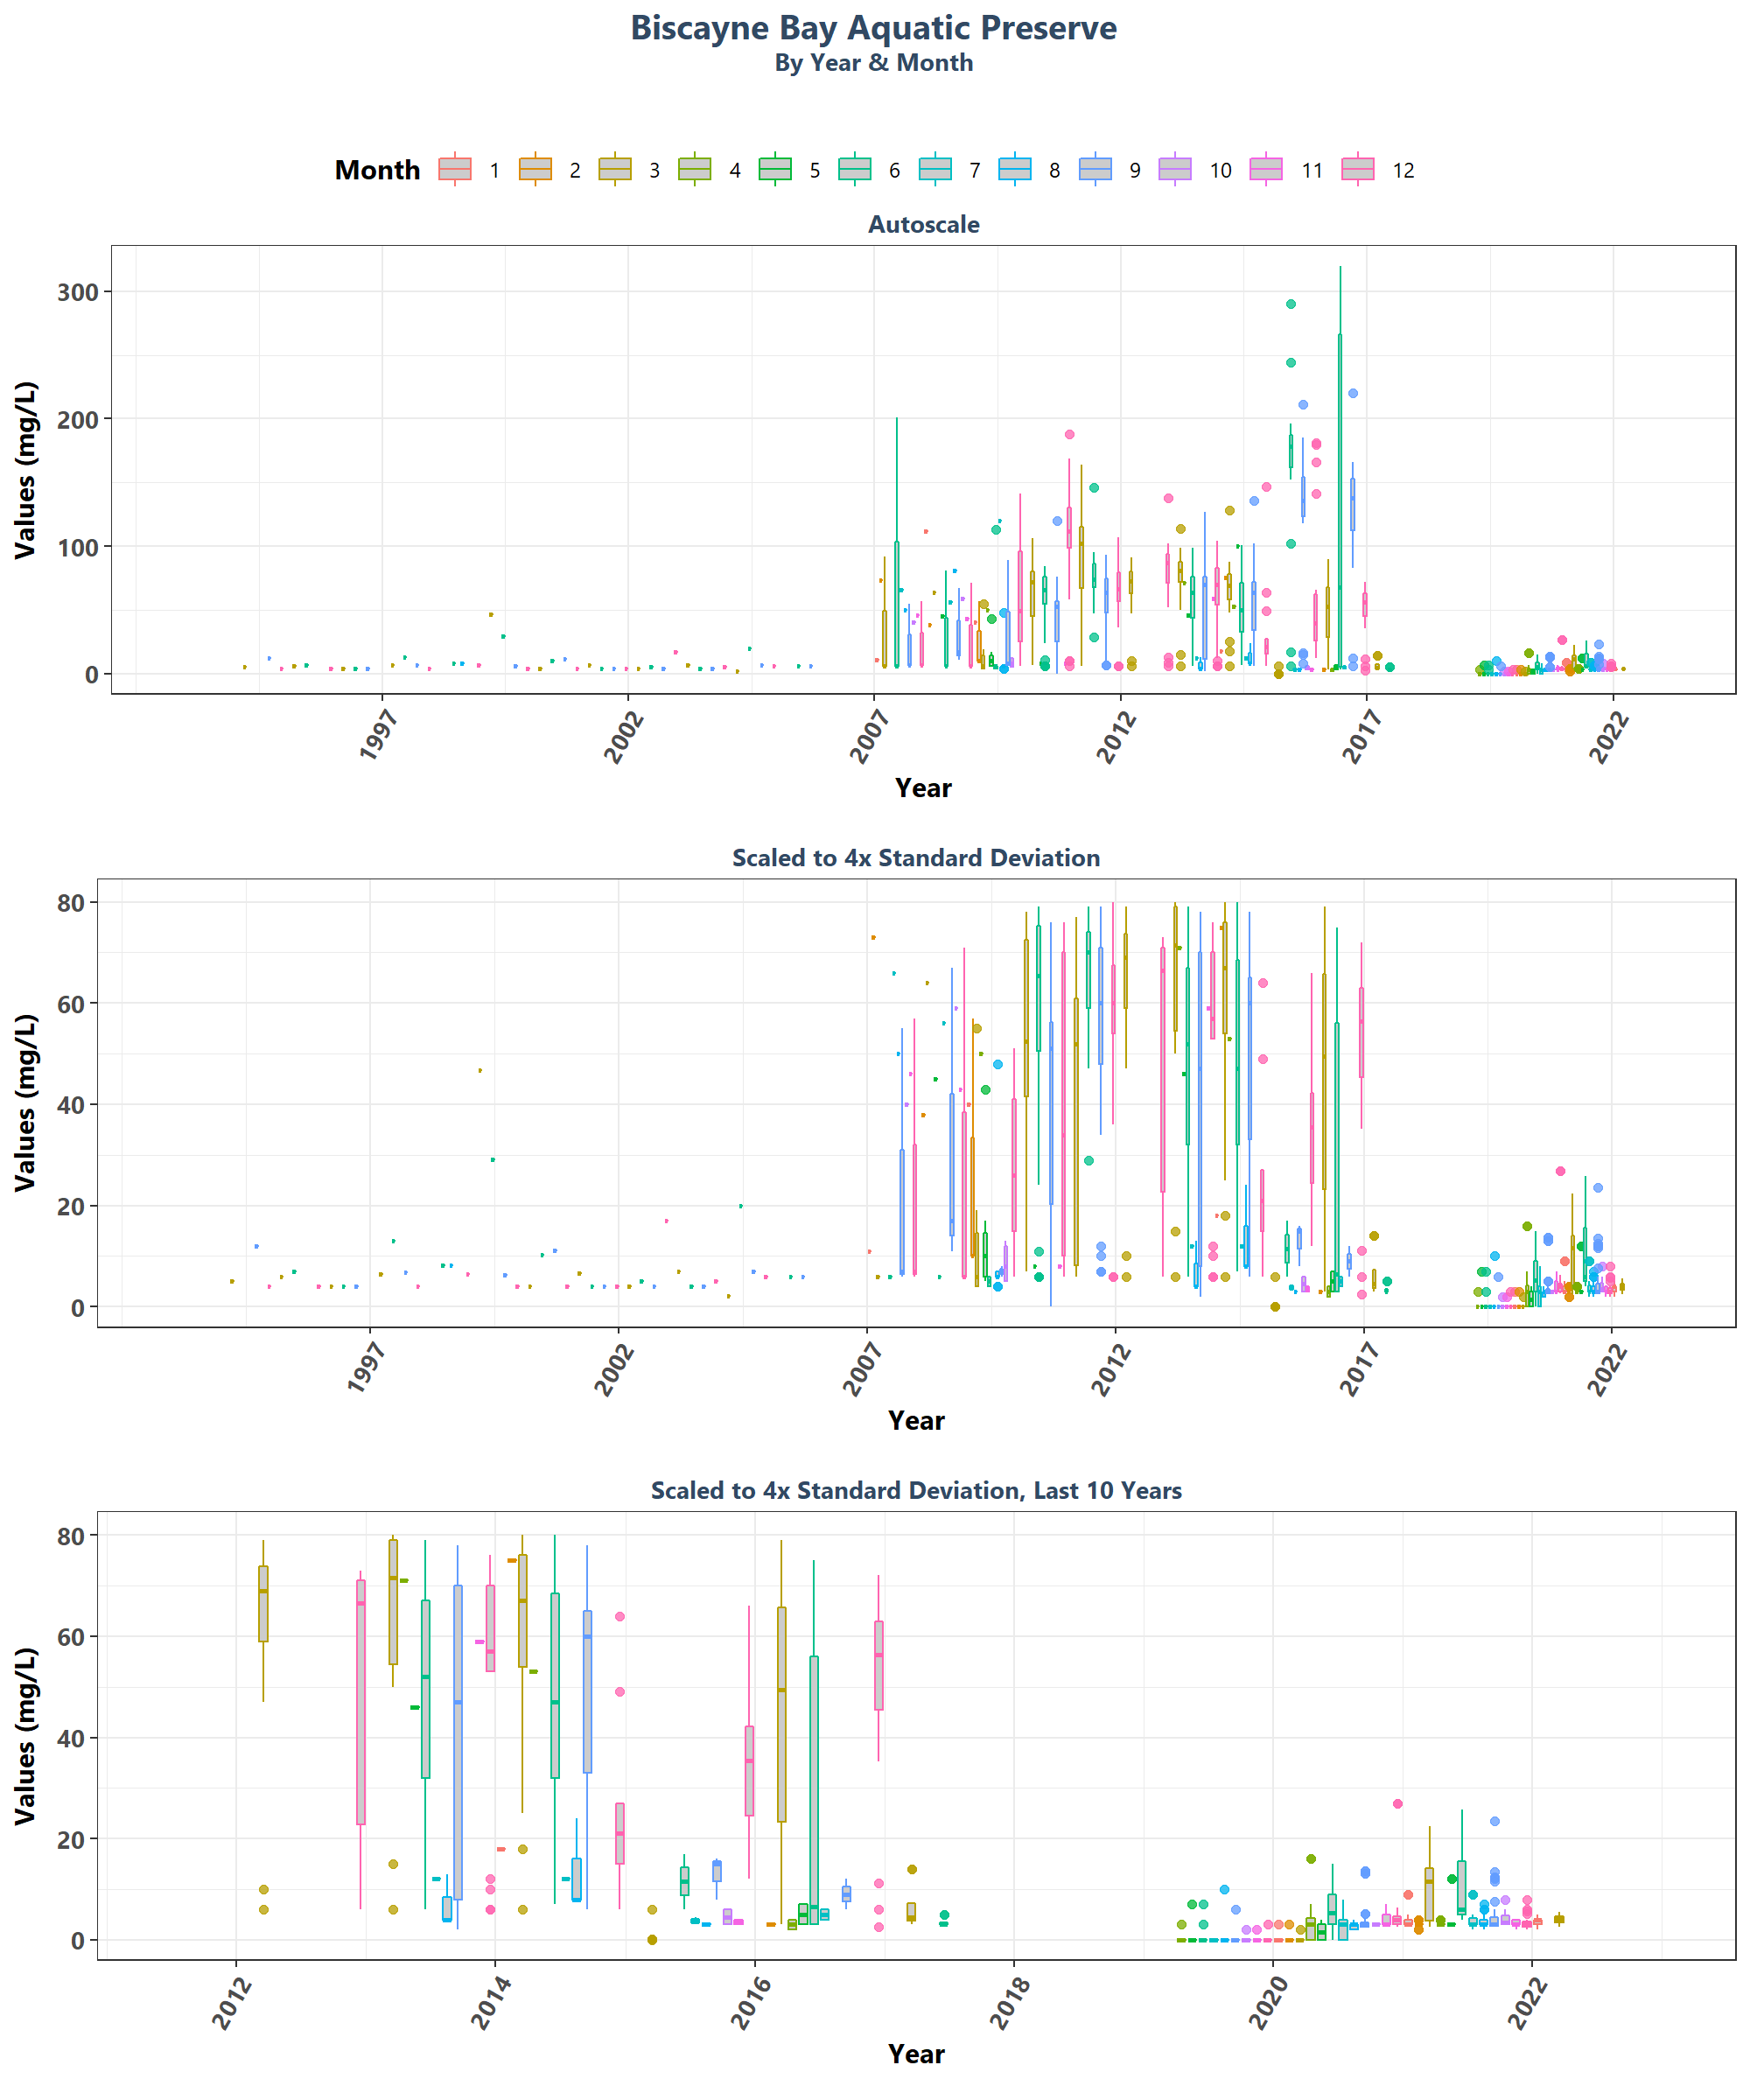 Biscayne Bay Aquatic Preserve
By Year & Month
Month 1 2 3 4 5 6 7 8 9 10 11 12
Autoscale
Values (mg/L)
300
200
100
0
1997 2002 2007 2012 2017 2022
Year
Scaled to 4x Standard Deviation
Values (mg/L)
80
60
40
20
0
1997 2002 2007 2012 2017 2022
Year
Scaled to 4x Standard Deviation, Last 10 Years
Values (mg/L)
80
60
40
20
0
2012 2014 2016 2018 2020 2022
Year